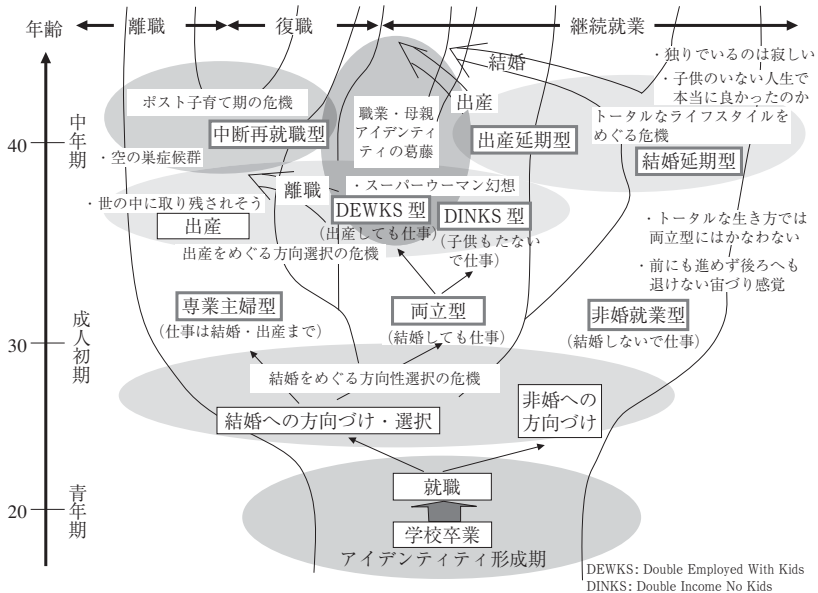 年齢
離職
復職
継続就業
中年期
成人初期
青年期
40
30
20
・独りでいるのは寂しい
・子供のいない人生で
本当に良かったのか
トータルなライフスタイルを
めぐる危機
結婚
出産
ポスト子育て期の危機
中断再就職型
職業・母親
アイデンティ
ティの葛藤
出産延期型
結婚延期型
・空の巣症候群
離職
・スーパーウーマン幻想
・世の中に取り残されそう
出産
DEWKS 型
(出産しても仕事)
DINKS 型
(子供もたない
で仕事)
出産をめぐる方向選択の危機
・トータルな生き方では
両立型にはかなわない
・前にも進めず後ろへも
退けない宙づり感覚
専業主婦型
(仕事は結婚・出産まで)
両立型
(結婚しても仕事)
非婚就業型
(結婚しないで仕事)
結婚をめぐる方向性選択の危機
結婚への方向づけ・選択
非婚への
方向づけ
就職
学校卒業
アイデンティティ形成期
DEWKS: Double Employed With Kids
DINKS: Double Income No Kids